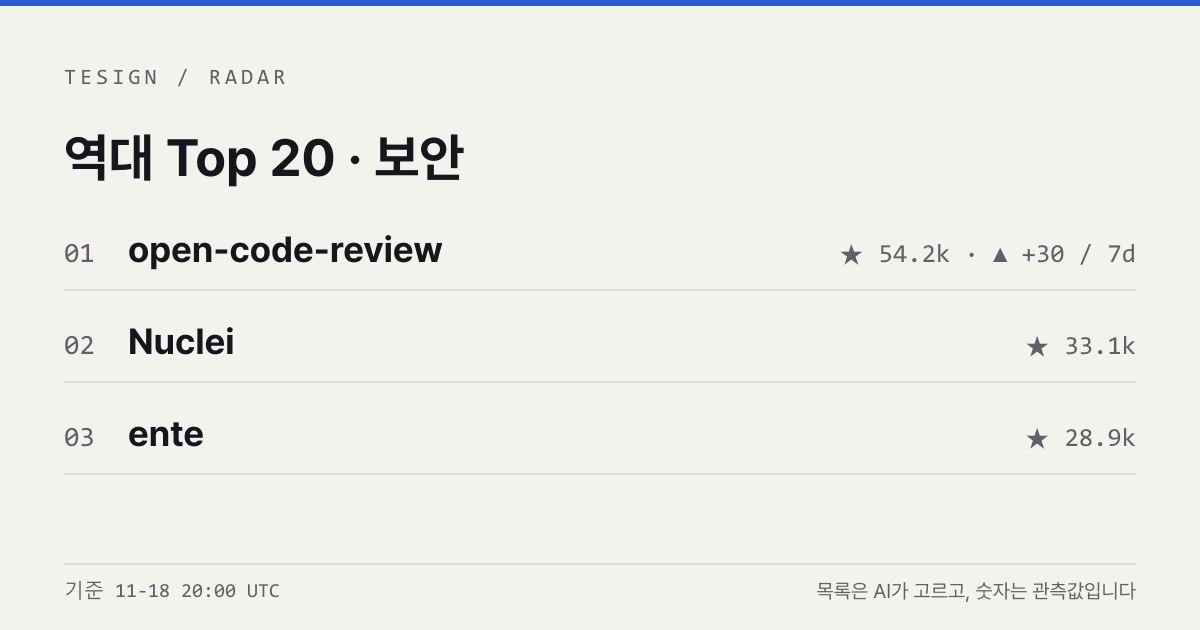 TESIGN / RADAR
역대 Top 20 · 보안
01 open-code-review ★ 54.2k · ▲ +30 / 7d
02 Nuclei ★ 33.1k
03 ente ★ 28.9k
기준 11-18 20:00 UTC 목록은 AI가 고르고, 숫자는 관측값입니다